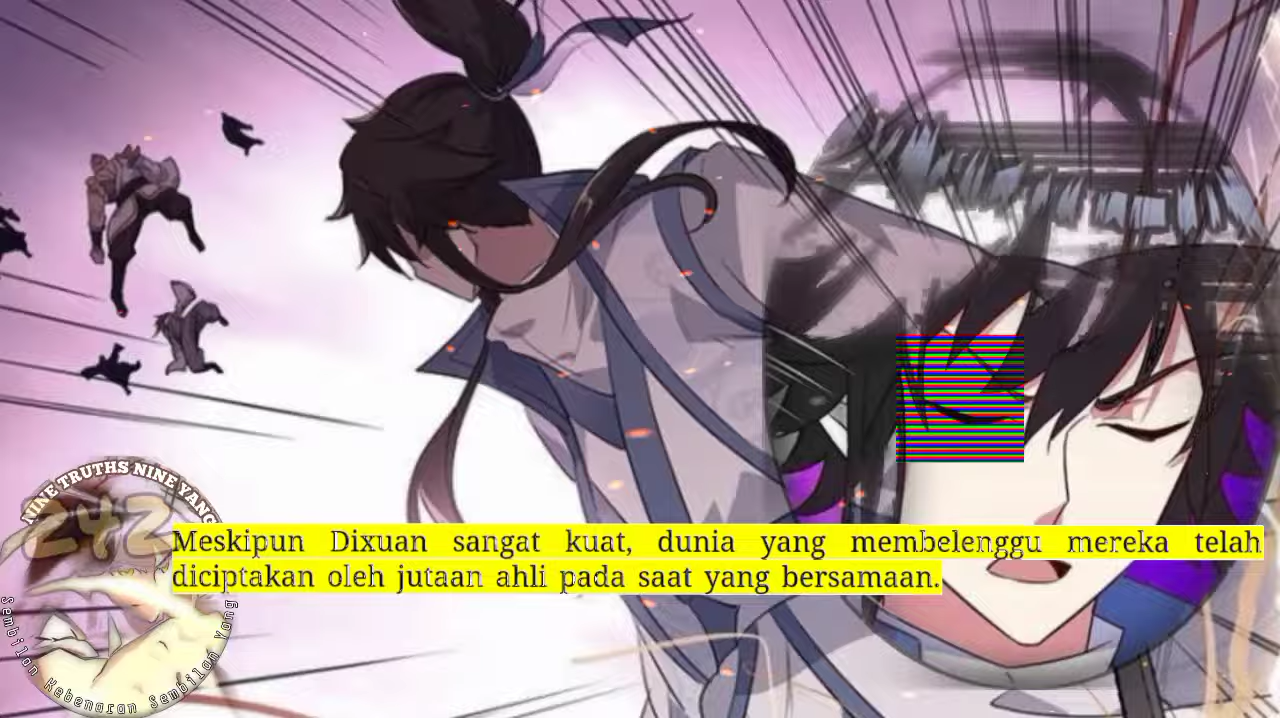 NINE TRUTHS NINE YANG
242
Meskipun Dixuan sangat kuat, dunia yang membelenggu mereka telah
diciptakan oleh jutaan ahli pada saat yang bersamaan.
Sembilan Kebenaran Sembilan Yang